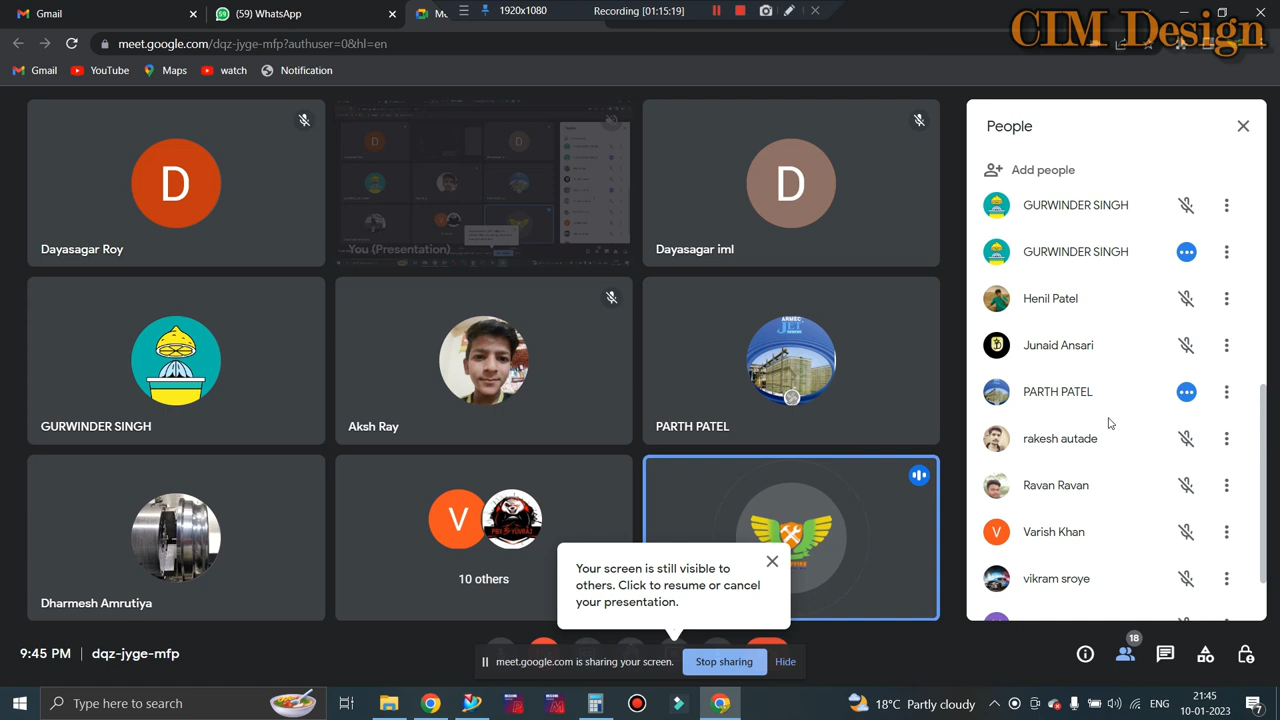 Gmail
(59) WhatsApp
M
1920x1080
Recording [01:15:19]
CIM Design
meet.google.com/dqz-jyge-mfp?authuser=0&hl=en
Gmail
YouTube
Maps
watch
Notification
D
Dayasagar Roy
You (Presentation)
D
Dayasagar iml
GURWINDER SINGH
Aksh Ray
ARMEC
JET
PARTH PATEL
Dharmesh Amrutiya
V
10 others
Your screen is still visible to
others. Click to resume or cancel
your presentation.
People
Add people
GURWINDER SINGH
GURWINDER SINGH
Henil Patel
Junaid Ansari
PARTH PATEL
rakesh autade
Ravan Ravan
V
Varish Khan
vikram sroye
9:45 PM | dqz-jyge-mfp
meet.google.com is sharing your screen.
Stop sharing
Hide
18
Type here to search
18°C Partly cloudy
ENG
21:45
10-01-2023
7